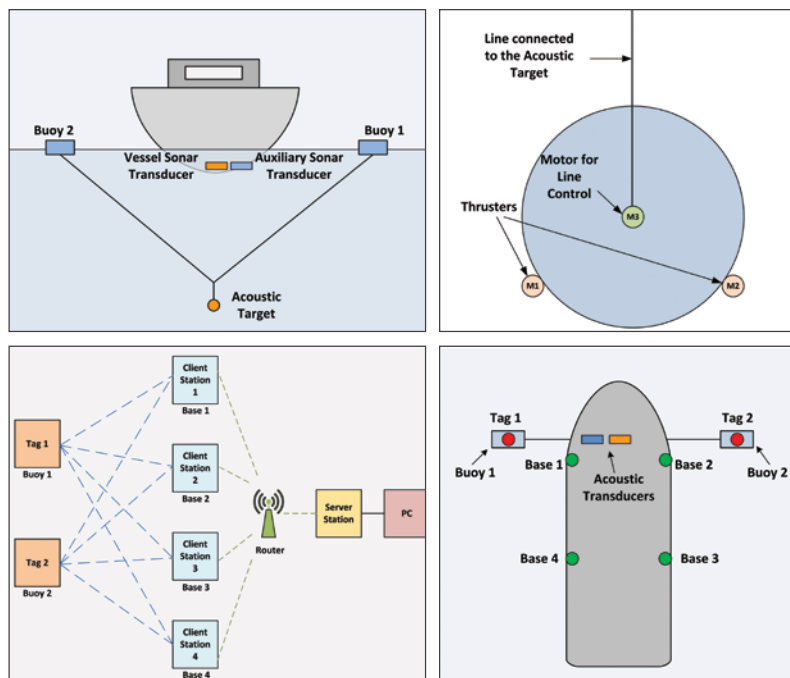 Buoy 2
Buoy 1
Vessel Sonar
Transducer
Auxiliary Sonar
Transducer
Acoustic
Target
Line connected
to the Acoustic
Target
Motor for
Line
Control
Thrusters
M3
M1
M2
Client
Station
1
Base 1
Tag 1
Buoy 1
Client
Station
2
Base 2
Tag 2
Buoy 2
Client
Station
3
Base 3
Client
Station
4
Base 4
Router
Server
Station
PC
Tag 1
Tag 2
Buoy 1
Base 1
Acoustic
Transducers
Base 2
Buoy 2
Base 4
Base 3